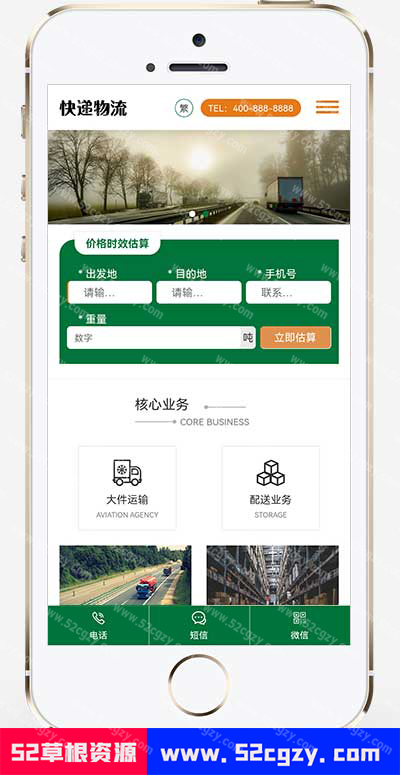 快递物流
繁
TEL: 400-888-8888
价格时效估算
* 出发地
* 目的地
* 手机号
请输...
请输...
联系...
* 重量
数字
吨
立即估算
核心业务
CORE BUSINESS
大件运输
AVIATION AGENCY
配送业务
STORAGE
电话
短信
微信
52草根资源
www.52cgzy.com